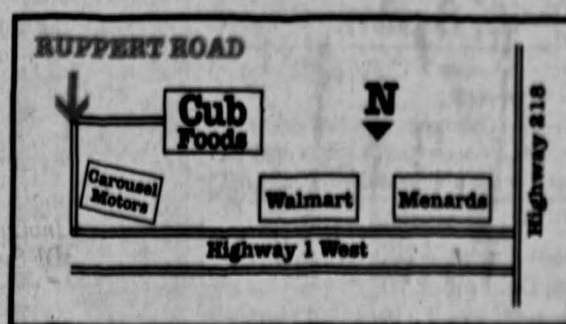 RUPPERT ROAD
Cub
Foods
N
Carousel
Motors
Walmart
Menards
Highway 218
Highway 1 West